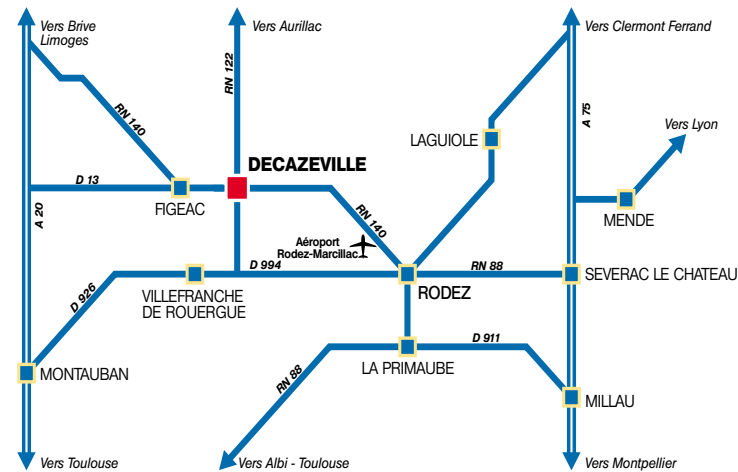 Vers Brive
Limoges
Vers Aurillac
Vers Clermont Ferrand
RN 122
A 75
RN 140
Vers Lyon
LAGUIOLE
DECAZEVILLE
D 13
FIGEAC
A 20
RN 140
MENDE
Aéroport
Rodez-Marcillac
D 994
RN 88
SEVERAC LE CHATEAU
VILLEFRANCHE
DE ROUERGUE
RODEZ
D 926
D 911
LA PRIMAUBE
MONTAUBAN
RN 88
MILLAU
Vers Toulouse
Vers Albi - Toulouse
Vers Montpellier